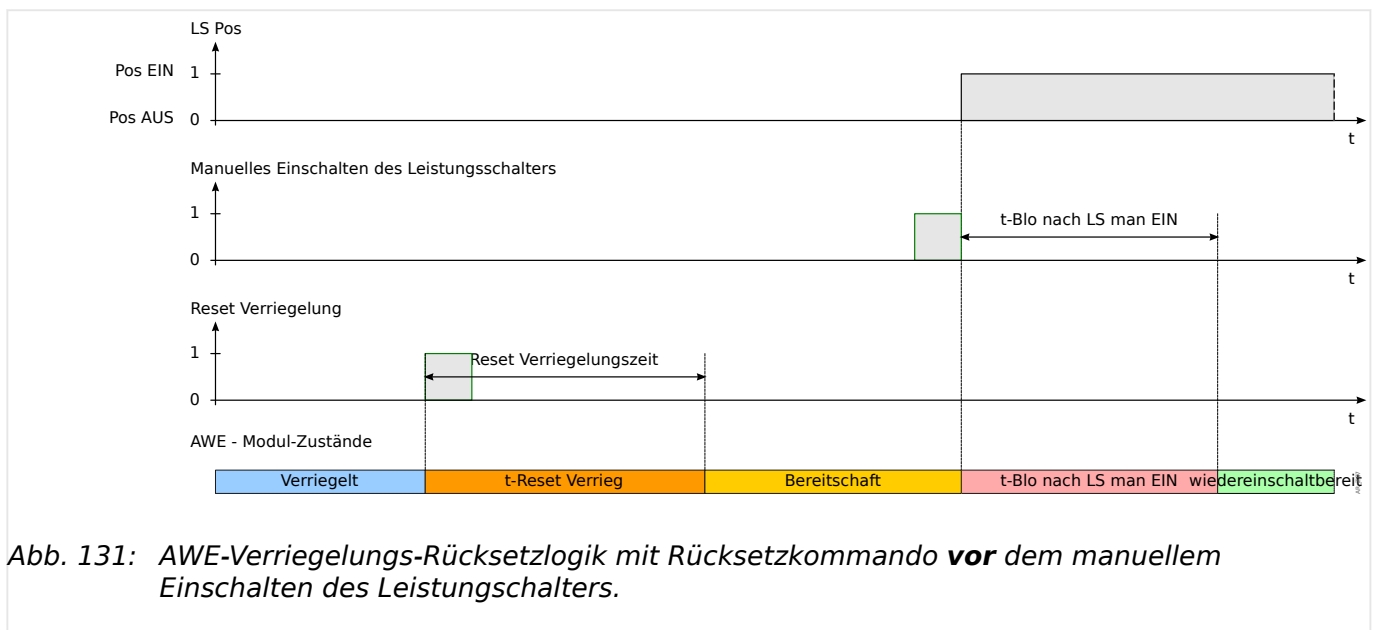 LS Pos
Pos EIN 1
Pos AUS 0
t
Manuelles Einschalten des Leistungsschalters
1
t-Blo nach LS man EIN
0
t
Reset Verriegelung
1
Reset Verriegelungszeit
0
t
AWE - Modul-Zustände
Verriegelt t-Reset Verrieg Bereitschaft t-Blo nach LS man EIN wiedereinschaltbereit
Abb. 131: AWE-Verriegelungs-Rücksetzlogik mit Rücksetzkommando vor dem manuellem
Einschalten des Leistungschalters.